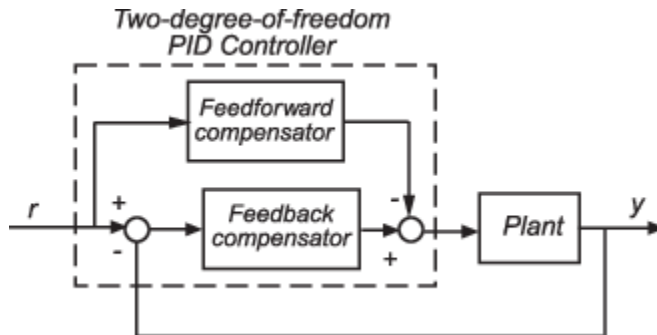 Two-degree-of-freedom
PID Controller
Feedforward
compensator
r
+
-
Feedback
compensator
-
+
Plant
y